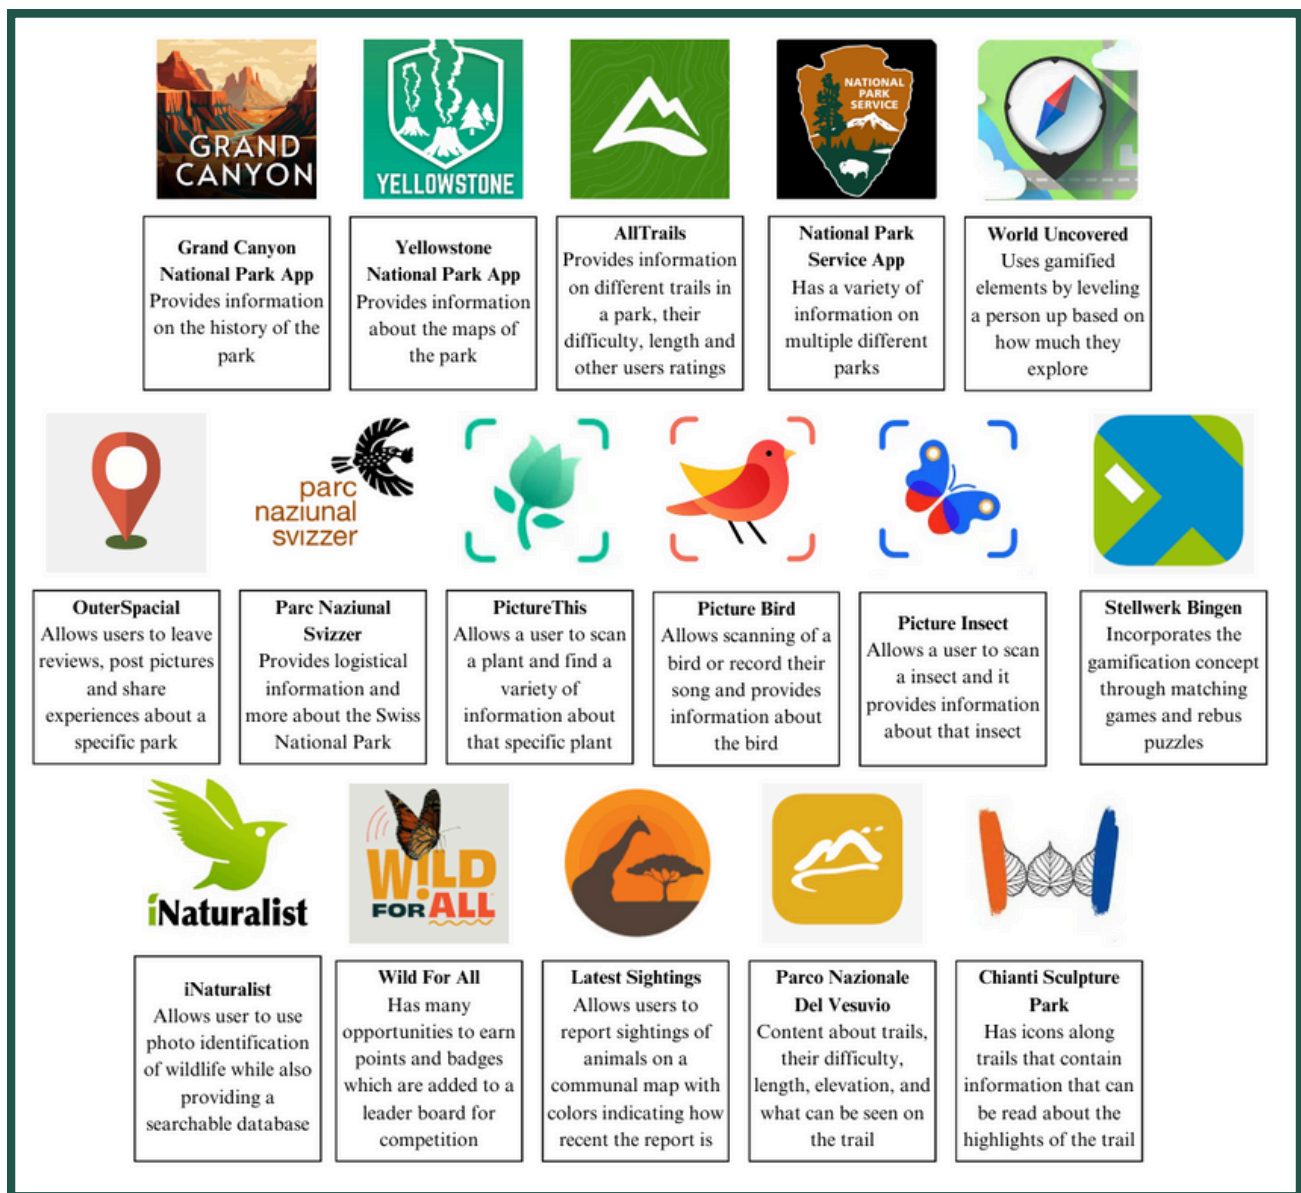 GRAND
CANYON
YELLOWSTONE
NATIONAL
PARK
SERVICE
Grand Canyon
National Park App
Provides information
on the history of the
park
Yellowstone
National Park App
Provides information
about the maps of
the park
AllTrails
Provides information
on different trails in
a park, their
difficulty, length and
other users ratings
National Park
Service App
Has a variety of
information on
multiple different
parks
World Uncovered
Uses gamified
elements by leveling
a person up based on
how much they
explore
parc
naziunal
svizzer
OuterSpacial
Allows users to leave
reviews, post pictures
and share
experiences about a
specific park
Parc Naziunal
Svizzer
Provides logistical
information and
more about the Swiss
National Park
PictureThis
Allows a user to scan
a plant and find a
variety of
information about
that specific plant
Picture Bird
Allows scanning of a
bird or record their
song and provides
information about
the bird
Picture Insect
Allows a user to scan
a insect and it
provides information
about that insect
Stellwerk Bingen
Incorporates the
gamification concept
through matching
games and rebus
puzzles
iNaturalist
WiLD
FOR ALL
iNaturalist
Allows user to use
photo identification
of wildlife while also
providing a
searchable database
Wild For All
Has many
opportunities to earn
points and badges
which are added to a
leader board for
competition
Latest Sightings
Allows users to
report sightings of
animals on a
communal map with
colors indicating how
recent the report is
Parco Nazionale
Del Vesuvio
Content about trails,
their difficulty,
length, elevation, and
what can be seen on
the trail
Chianti Sculpture
Park
Has icons along
trails that contain
information that can
be read about the
highlights of the trail